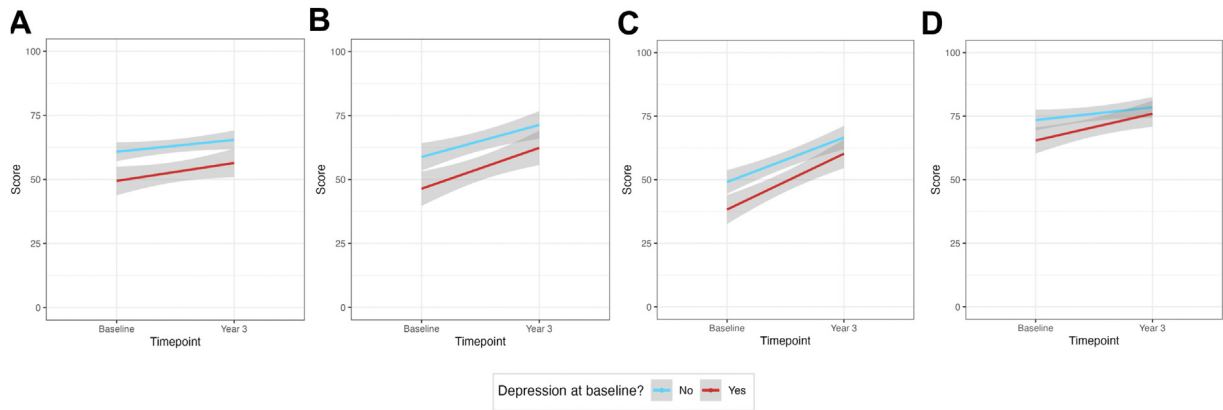 A
B
C
D
100
75
50
25
0
Score
Baseline
Year 3
Timepoint
100
75
50
25
0
Score
Baseline
Year 3
Timepoint
100
75
50
25
0
Score
Baseline
Year 3
Timepoint
100
75
50
25
0
Score
Baseline
Year 3
Timepoint
Depression at baseline? No Yes